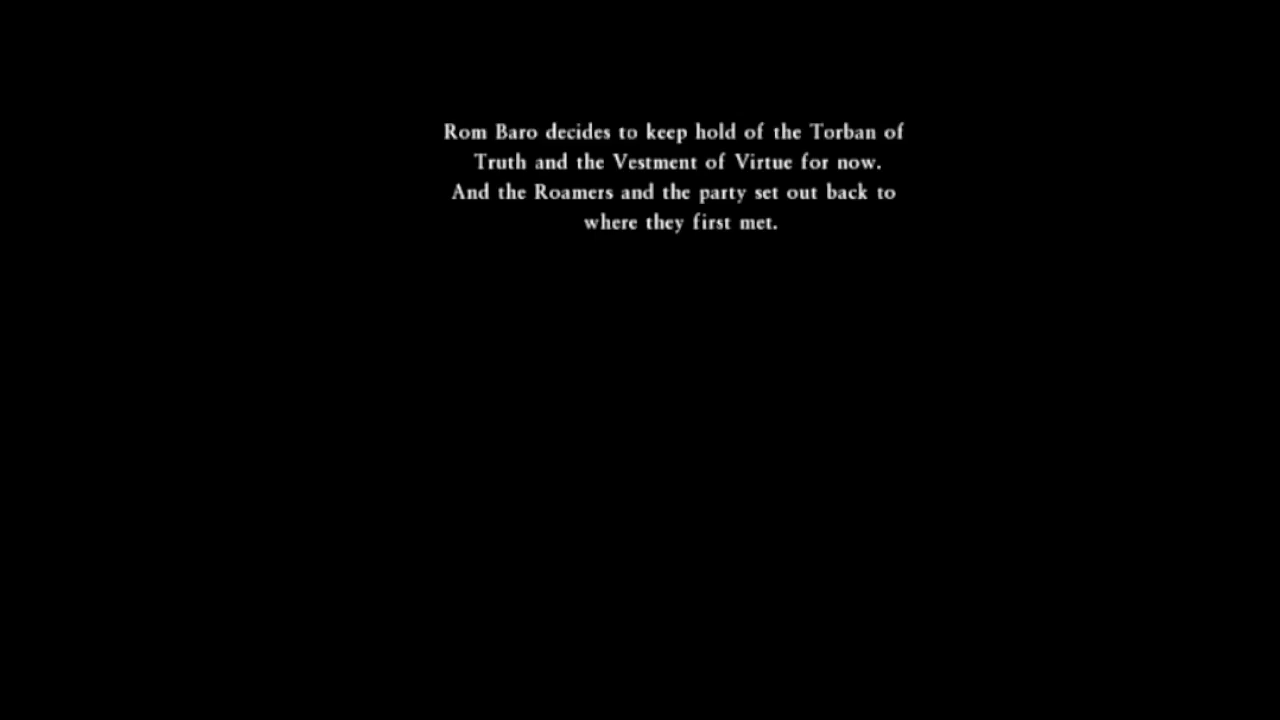 Rom Baro decides to keep hold of the Torban of
Truth and the Vestment of Virtue for now.
And the Roamers and the party set out back to
where they first met.